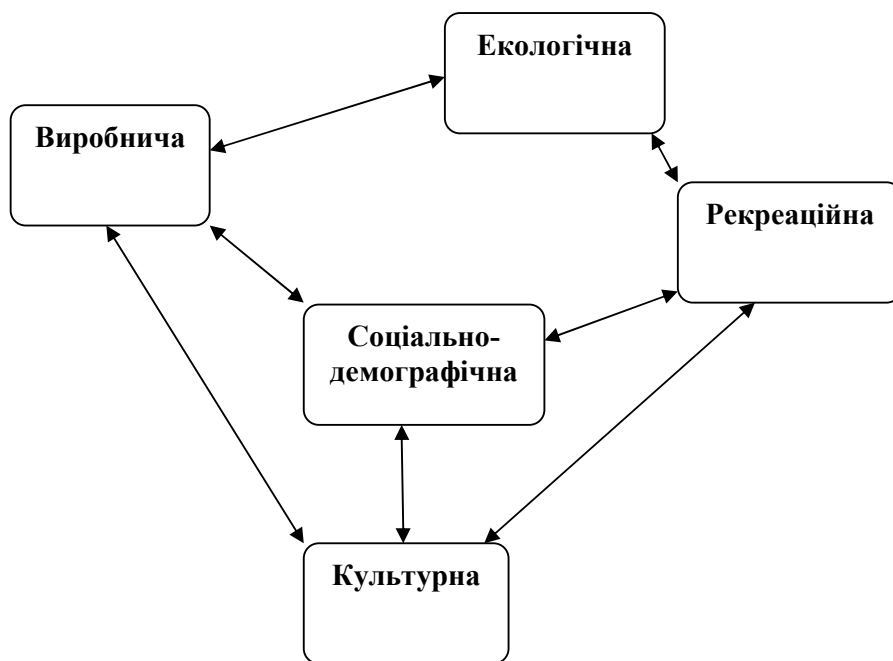 Екологічна
Виробнича
Рекреаційна
Соціально-
демографічна
Культурна